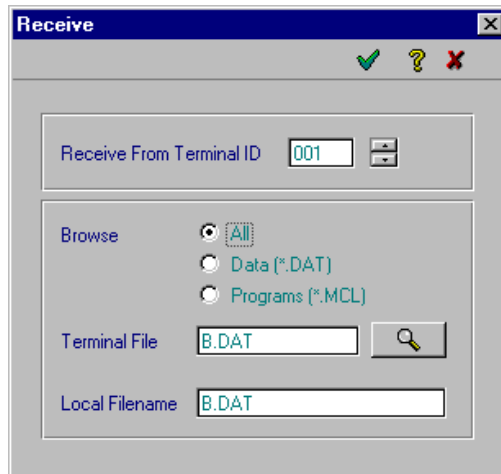 Receive
Receive From Terminal ID 001
Browse All
Data (*.DAT)
Programs (*.MCL)
Terminal File B.DAT
Local Filename B.DAT